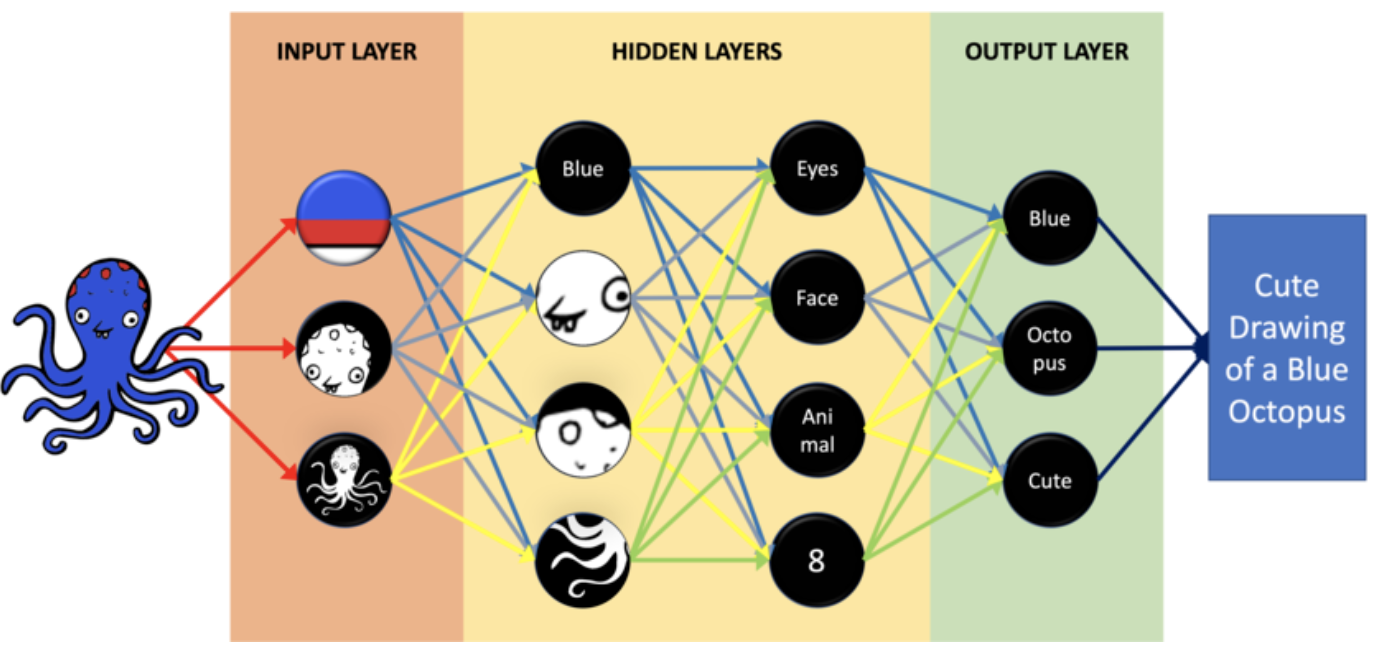 INPUT LAYER
HIDDEN LAYERS
OUTPUT LAYER
Blue
Eyes
Face
Ani
mal
8
Blue
Octo
pus
Cute
Cute
Drawing
of a Blue
Octopus